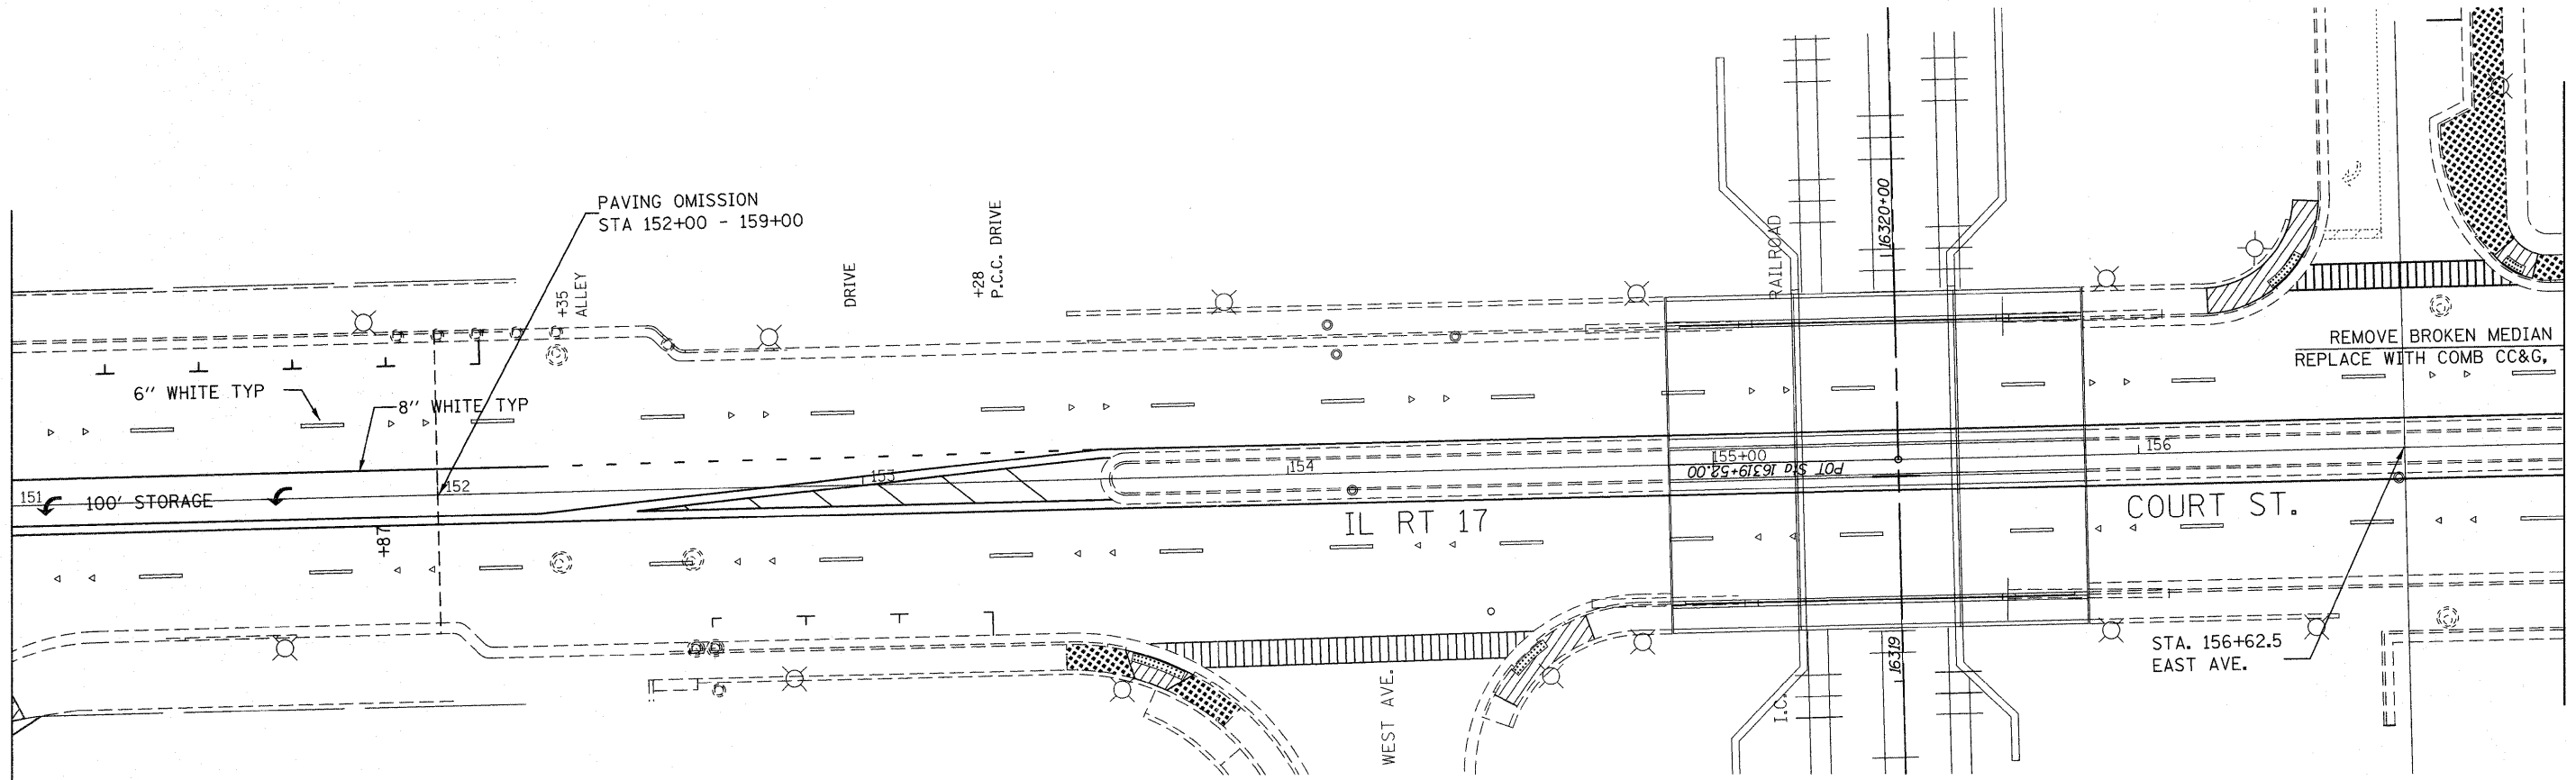 PAVING OMISSION
STA 152+00 - 159+00
+35
ALLEY
DRIVE
+28
P.C.C. DRIVE
RAILROAD
16320+00
REMOVE BROKEN MEDIAN
REPLACE WITH COMB CC&G,
6" WHITE TYP
8" WHITE TYP
151
100' STORAGE
152
153
154
155+00
POT Sta 16319+52.00
156
+87
IL RT 17
COURT ST.
STA. 156+62.5
EAST AVE.
16319
WEST AVE.
I.C.